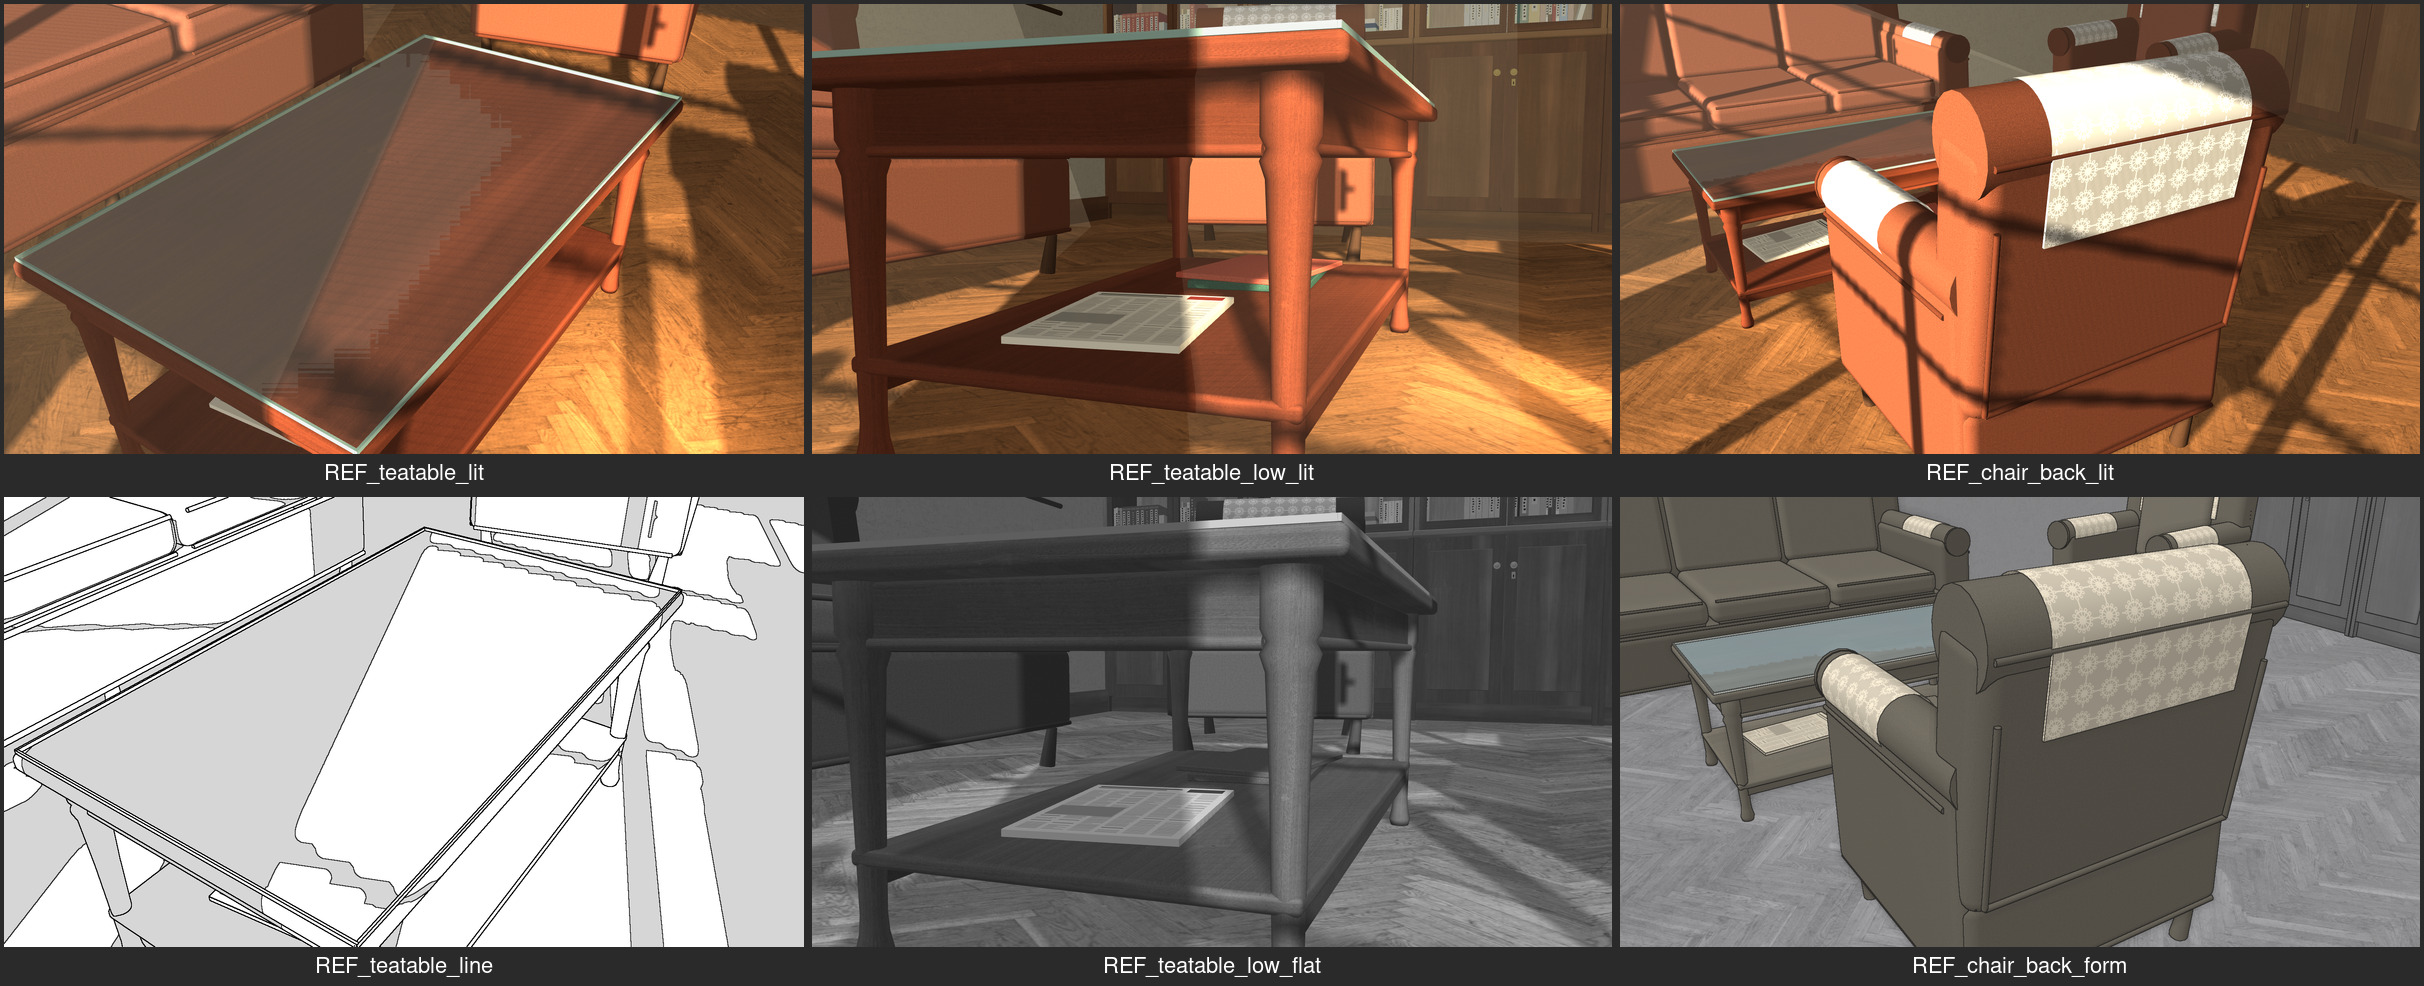 REF_teatable_lit
REF_teatable_low_lit
REF_chair_back_lit
REF_teatable_line
REF_teatable_low_flat
REF_chair_back_form